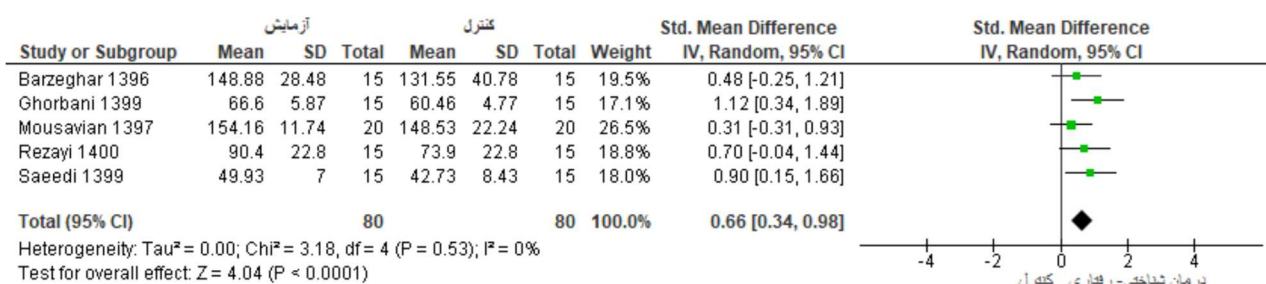 آزمایش کنترل Std. Mean Difference Std. Mean Difference
Study or Subgroup Mean SD Total Mean SD Total Weight IV, Random, 95% CI IV, Random, 95% CI
Barzeghar 1396 148.88 28.48 15 131.55 40.78 15 19.5% 0.48 [-0.25, 1.21]
Ghorbani 1399 66.6 5.87 15 60.46 4.77 15 17.1% 1.12 [0.34, 1.89]
Mousavian 1397 154.16 11.74 20 148.53 22.24 20 26.5% 0.31 [-0.31, 0.93]
Rezayi 1400 90.4 22.8 15 73.9 22.8 15 18.8% 0.70 [-0.04, 1.44]
Saeedi 1399 49.93 7 15 42.73 8.43 15 18.0% 0.90 [0.15, 1.66]
Total (95% CI) 80 80 100.0% 0.66 [0.34, 0.98]
Heterogeneity: Tau² = 0.00; Chi² = 3.18, df = 4 (P = 0.53); I² = 0%
Test for overall effect: Z = 4.04 (P < 0.0001)
-4 -2 0 2 4
درمان شناختی - رفتاری کنترل